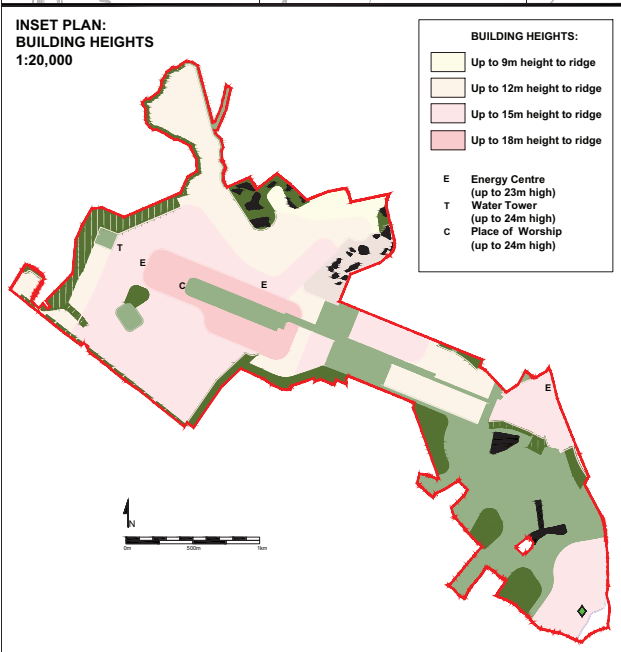 INSET PLAN:
BUILDING HEIGHTS
1:20,000
BUILDING HEIGHTS:
Up to 9m height to ridge
Up to 12m height to ridge
Up to 15m height to ridge
Up to 18m height to ridge
E Energy Centre
(up to 23m high)
T Water Tower
(up to 24m high)
C Place of Worship
(up to 24m high)
T
E
C
E
E
N
0m 500m 1km